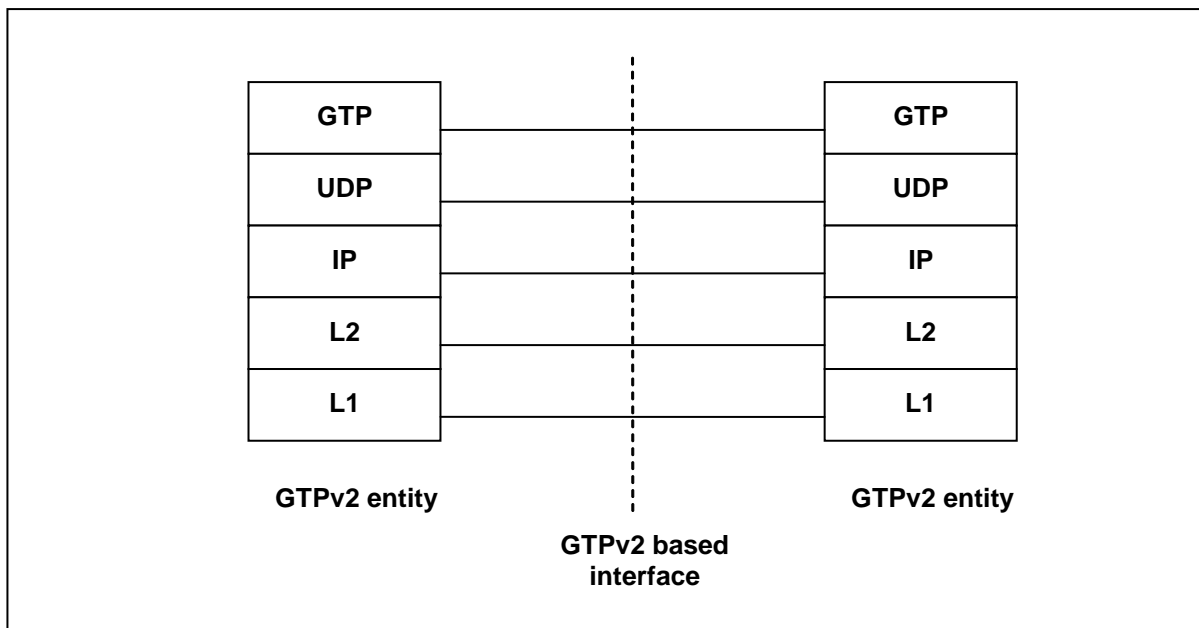 GTP
GTP
UDP
UDP
IP
IP
L2
L2
L1
L1
GTPv2 entity
GTPv2 entity
GTPv2 based
interface